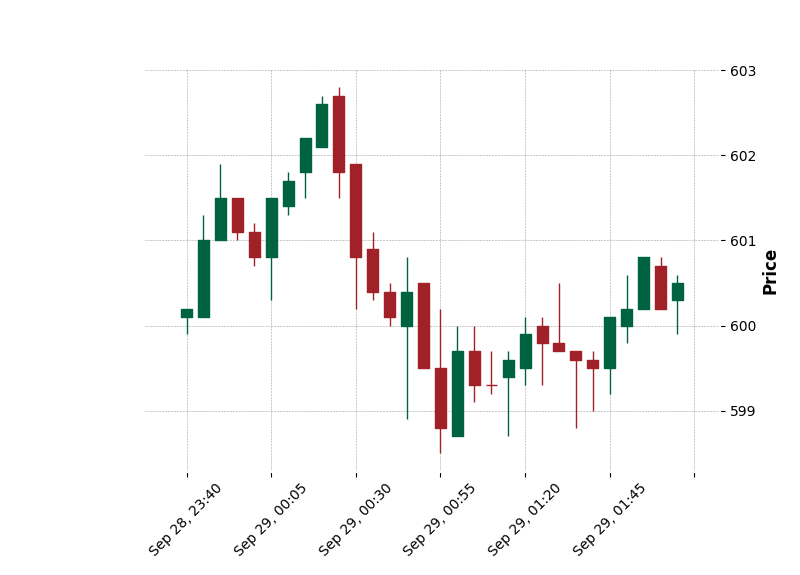 603
602
601
600
599
Price
Sep 28, 23:40
Sep 29, 00:05
Sep 29, 00:30
Sep 29, 00:55
Sep 29, 01:20
Sep 29, 01:45